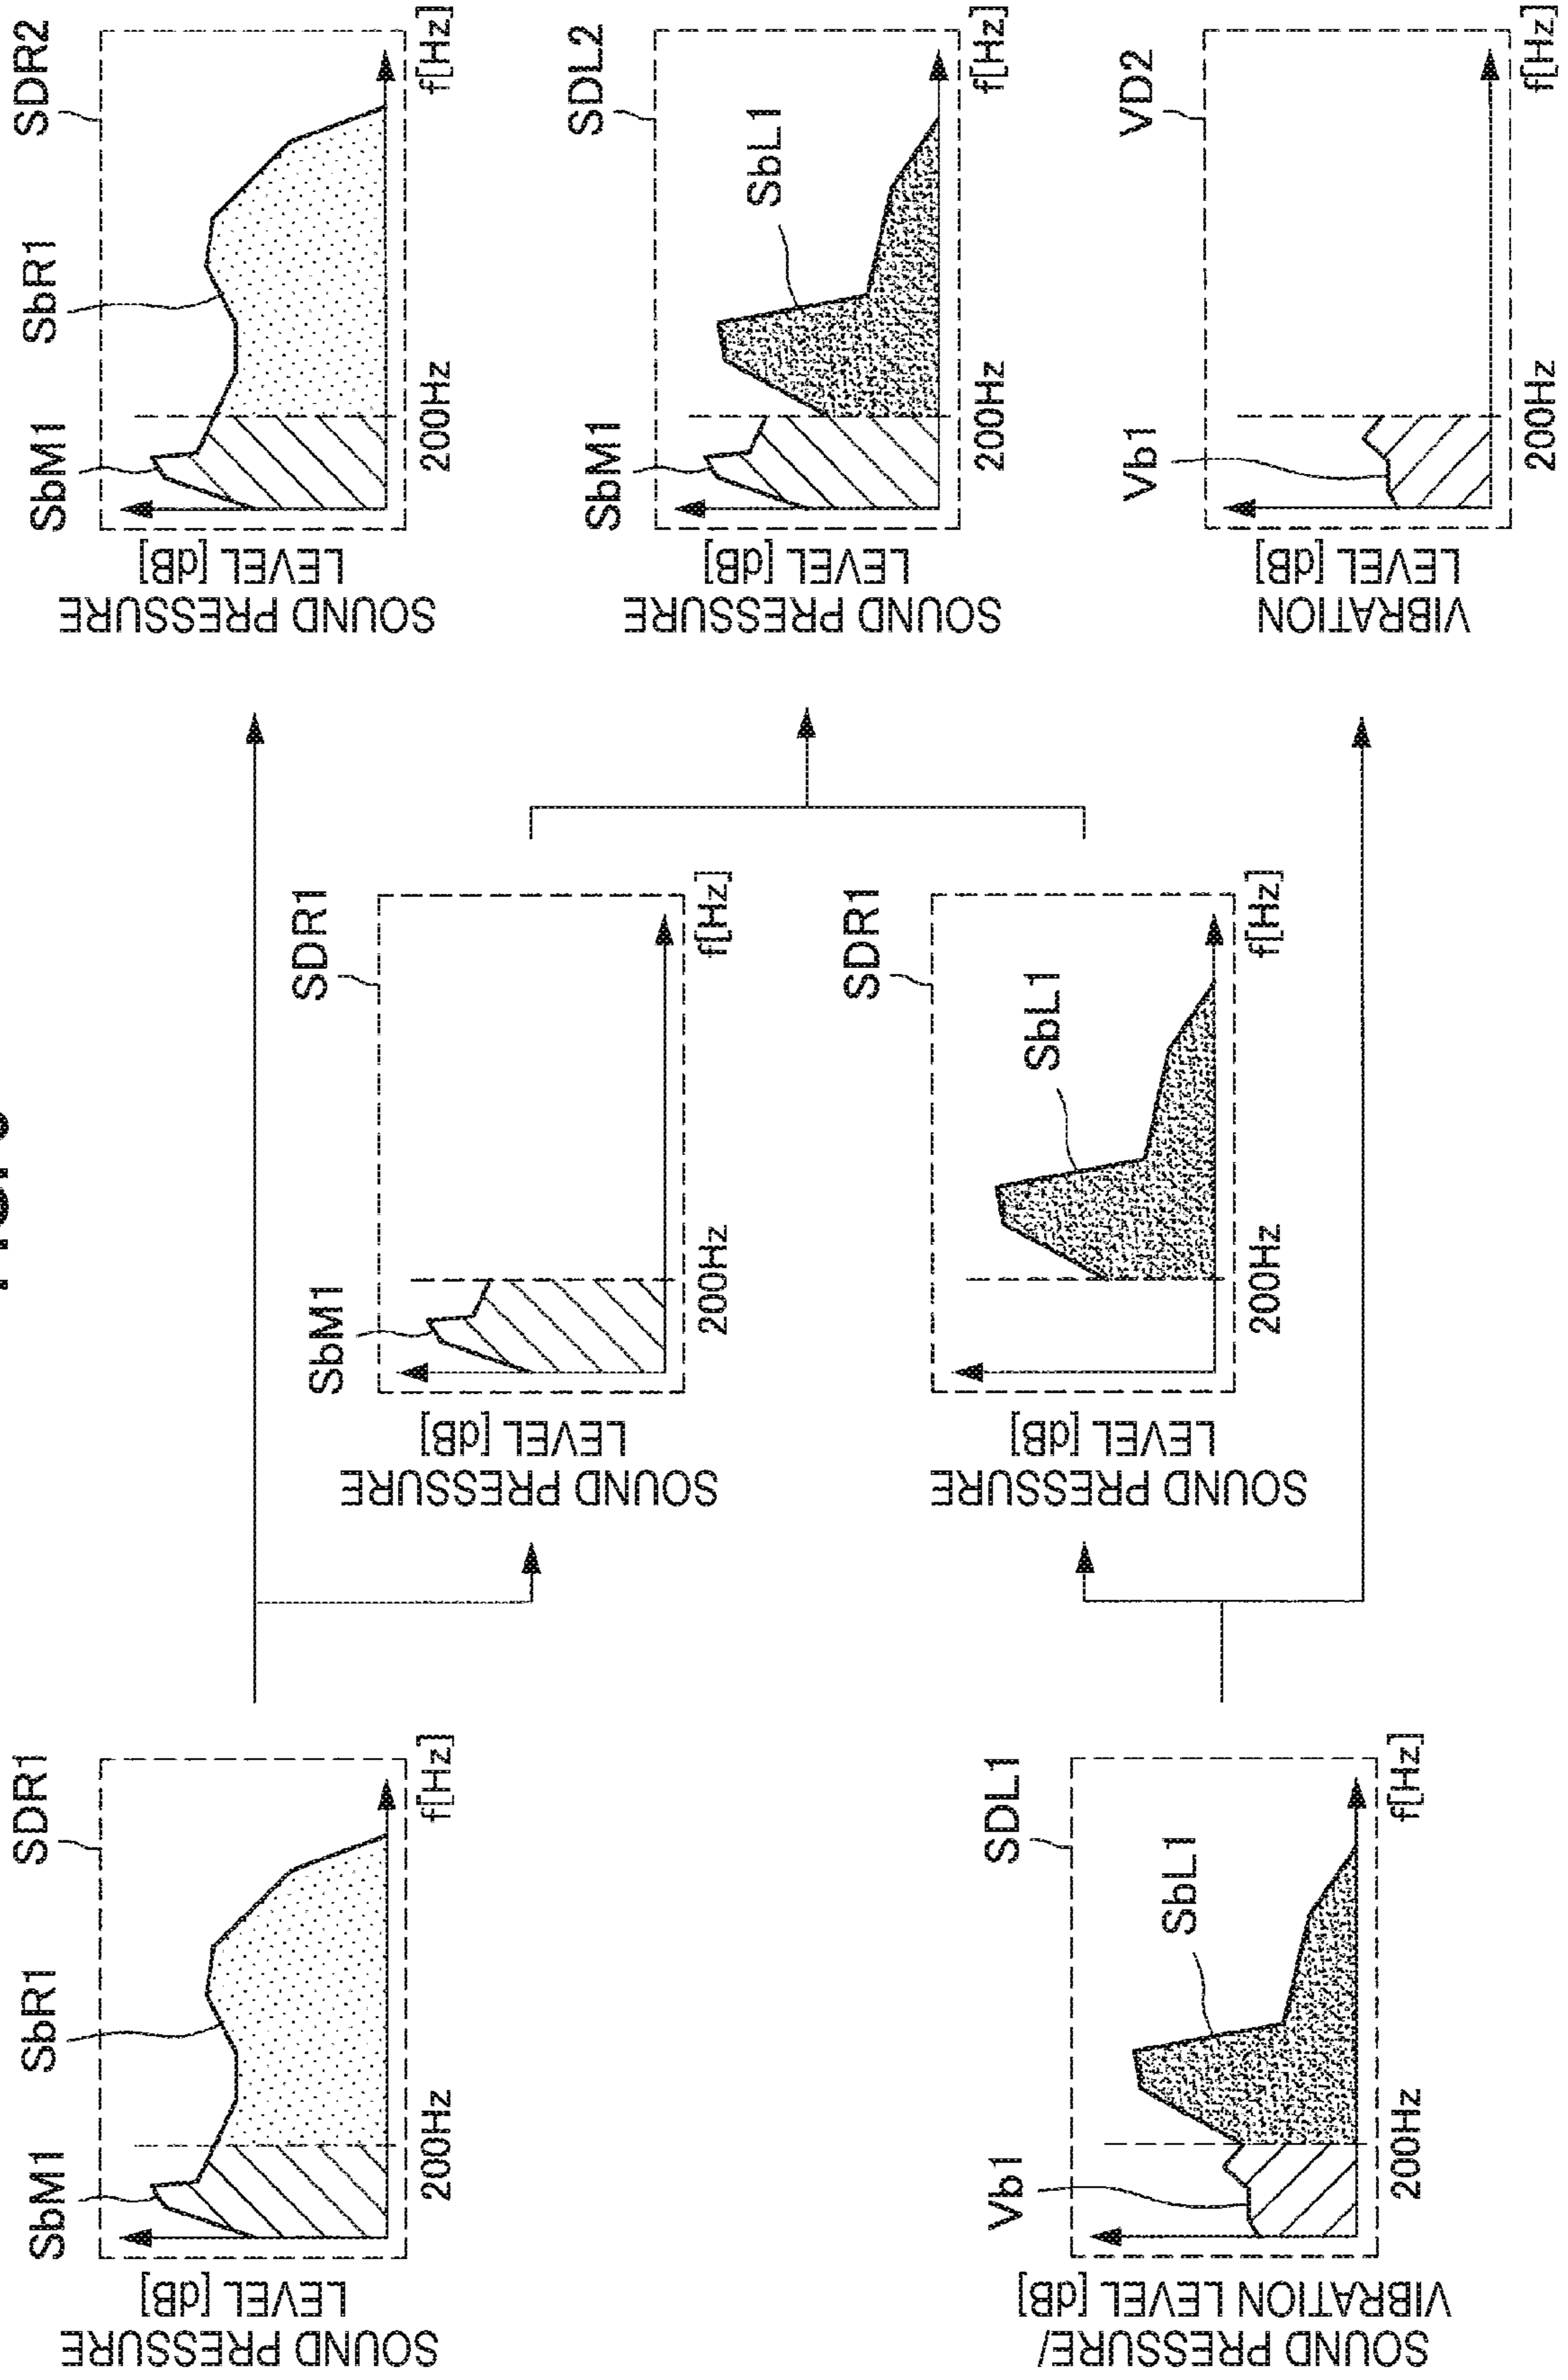 SOUND PRESSURE
LEVEL [dB]
SbM1
SbR1
SDR1
200Hz
f[Hz]
SOUND PRESSURE/
VIBRATION LEVEL [dB]
Vb1
SbL1
SDL1
200Hz
f[Hz]
SOUND PRESSURE
LEVEL [dB]
SbM1
SDR1
200Hz
f[Hz]
SOUND PRESSURE
LEVEL [dB]
SbL1
SDR1
200Hz
f[Hz]
SOUND PRESSURE
LEVEL [dB]
SbM1
SbR1
SDR2
200Hz
f[Hz]
SOUND PRESSURE
LEVEL [dB]
SbM1
SbL1
SDL2
200Hz
f[Hz]
VIBRATION
LEVEL [dB]
Vb1
VD2
200Hz
f[Hz]